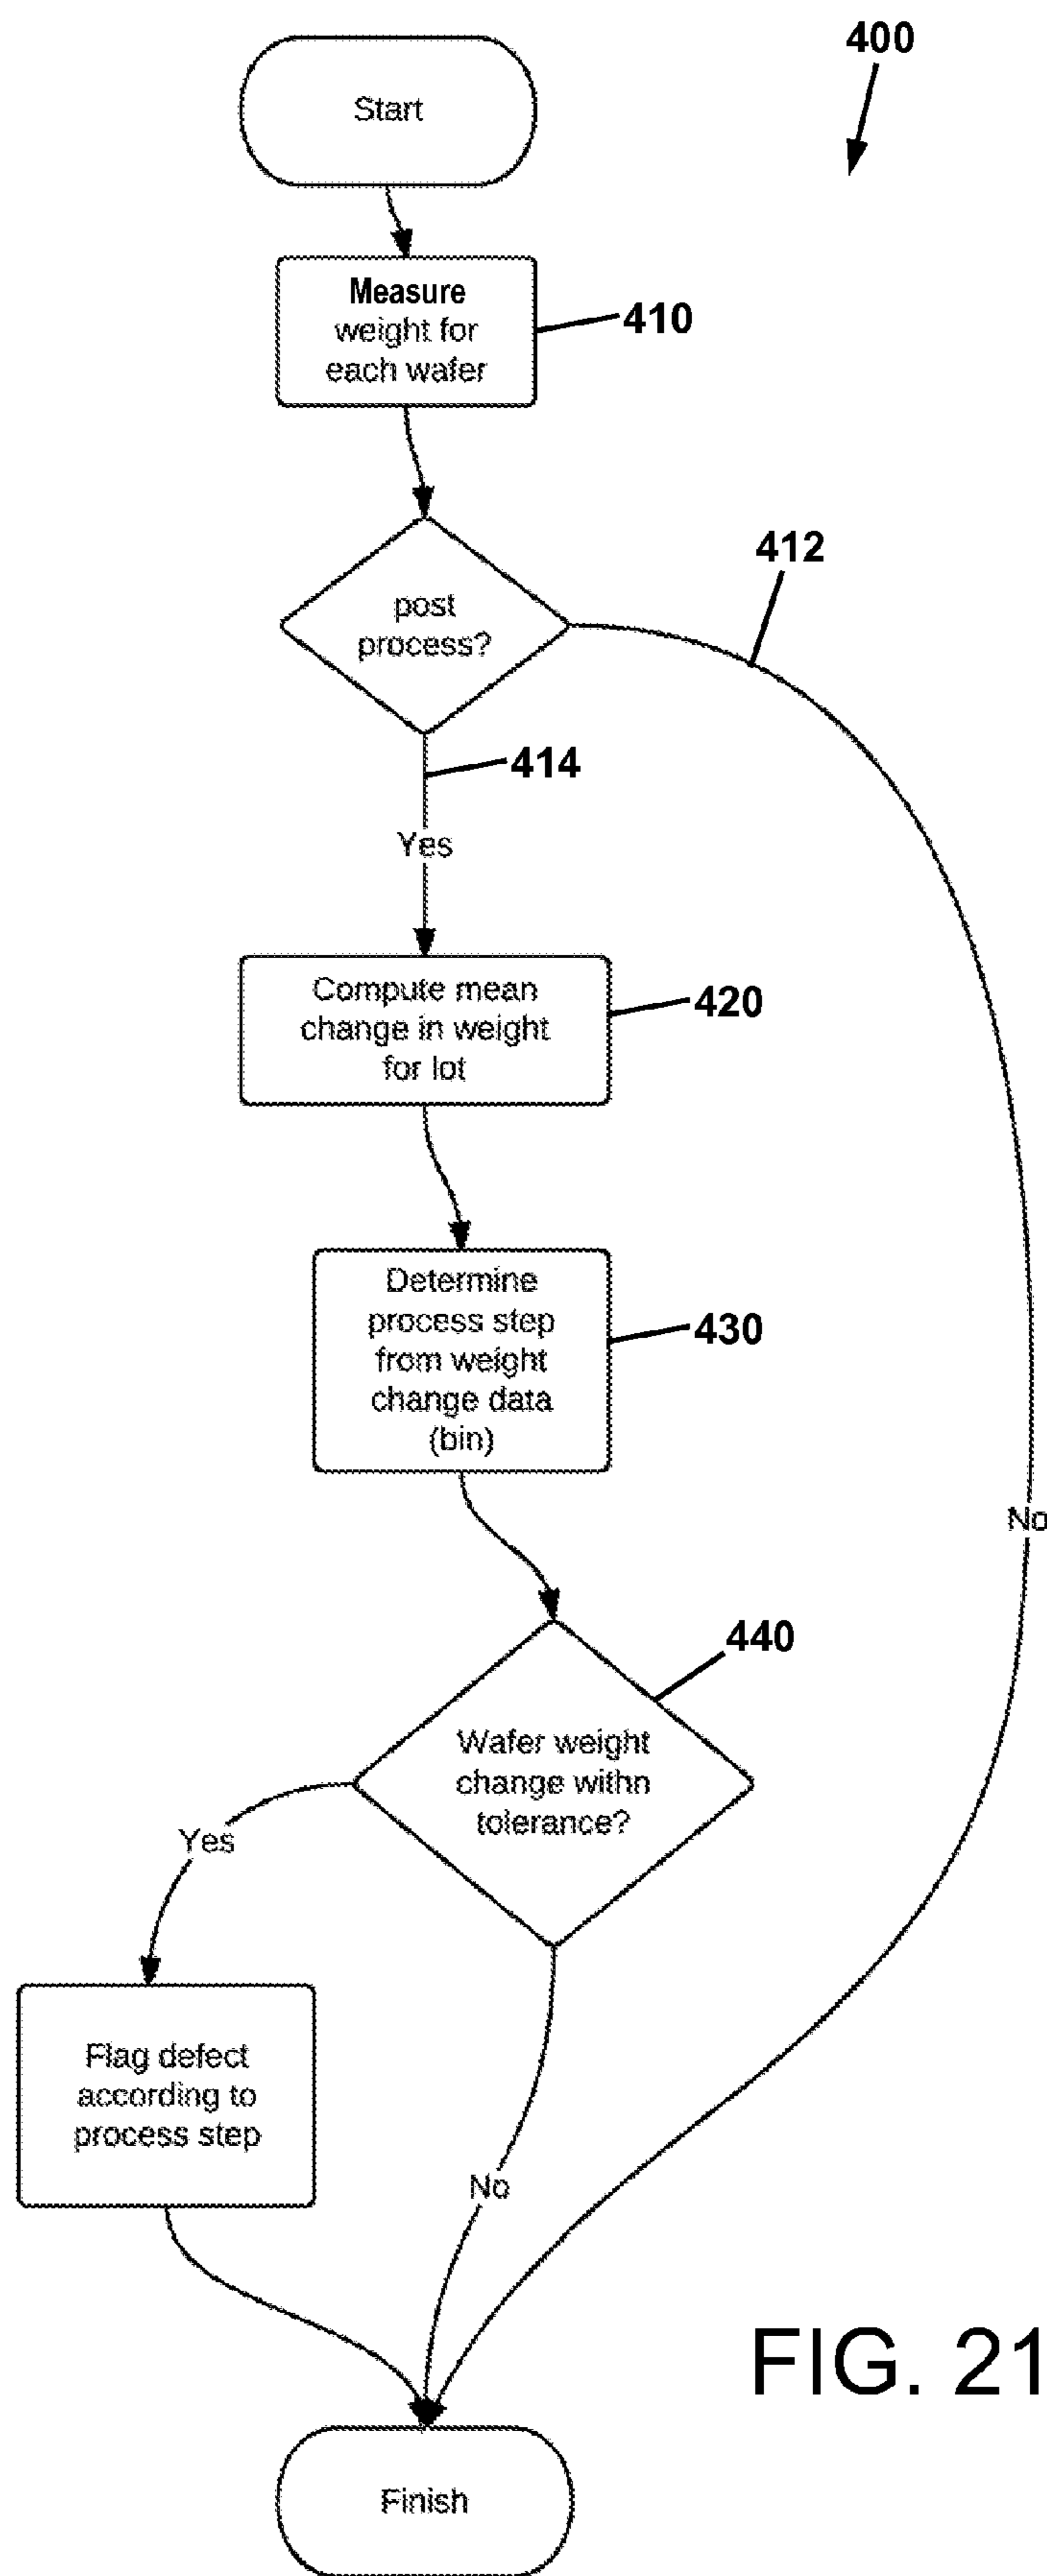 400
Start
Measure
weight for
each wafer
410
post
process?
412
414
Yes
Compute mean
change in weight
for lot
420
Determine
process step
from weight
change data
(bin)
430
No
440
Wafer weight
change withn
tolerance?
Yes
Flag defect
according to
process step
No
FIG. 21
Finish